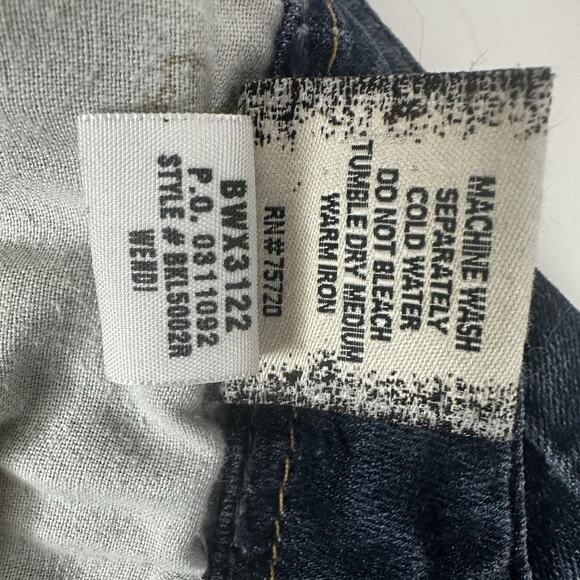 MACHINE WASH
SEPARATELY
COLD WATER
DO NOT BLEACH
TUMBLE DRY MEDIUM
WARM IRON
RN#75720
BWX3122
P.O. 0311092
STYLE # BKL5002R
WENDI